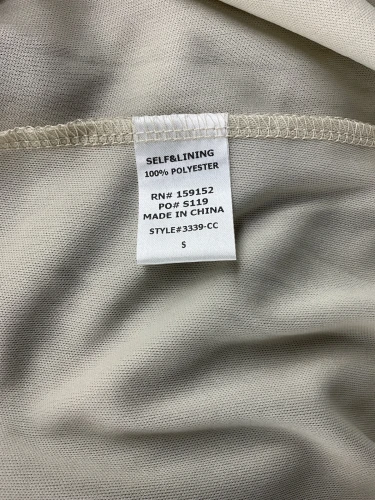 SELF&LINING
100% POLYESTER
RN# 159152
PO# S119
MADE IN CHINA
STYLE#3339-CC
S